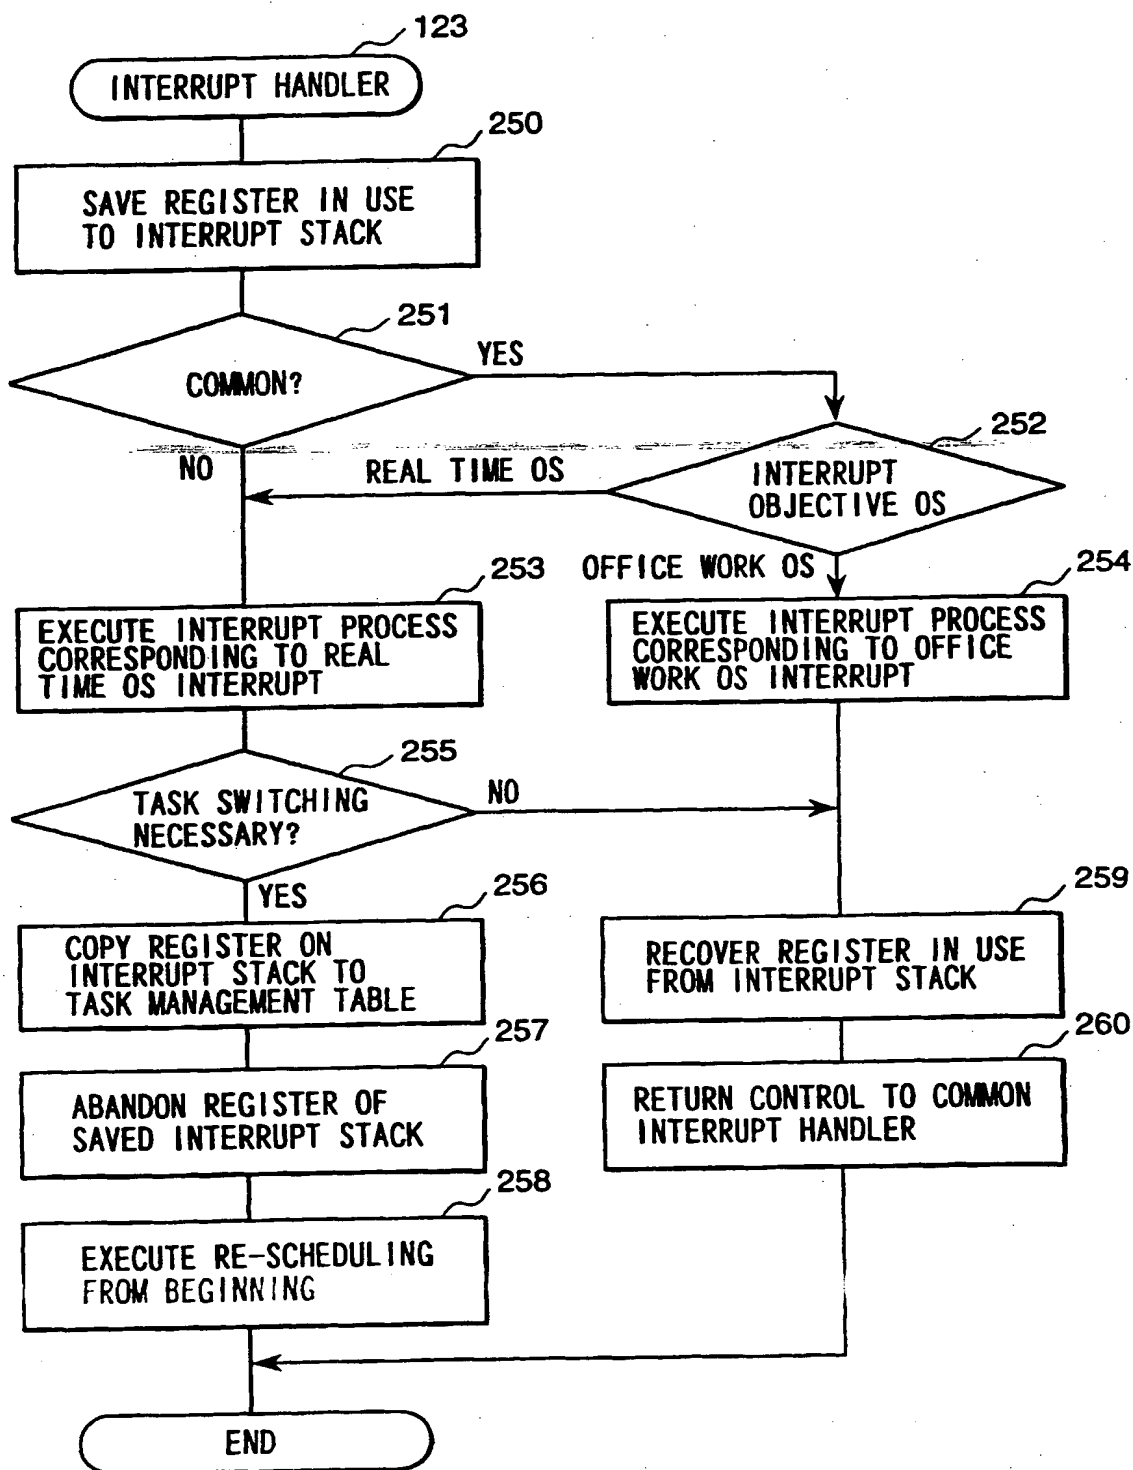 123
INTERRUPT HANDLER
250
SAVE REGISTER IN USE
TO INTERRUPT STACK
251
COMMON?
YES
NO
252
INTERRUPT
OBJECTIVE OS
REAL TIME OS
OFFICE WORK OS
253
EXECUTE INTERRUPT PROCESS
CORRESPONDING TO REAL
TIME OS INTERRUPT
254
EXECUTE INTERRUPT PROCESS
CORRESPONDING TO OFFICE
WORK OS INTERRUPT
255
TASK SWITCHING
NECESSARY?
NO
YES
256
COPY REGISTER ON
INTERRUPT STACK TO
TASK MANAGEMENT TABLE
257
ABANDON REGISTER OF
SAVED INTERRUPT STACK
258
EXECUTE RE-SCHEDULING
FROM BEGINNING
259
RECOVER REGISTER IN USE
FROM INTERRUPT STACK
260
RETURN CONTROL TO COMMON
INTERRUPT HANDLER
END